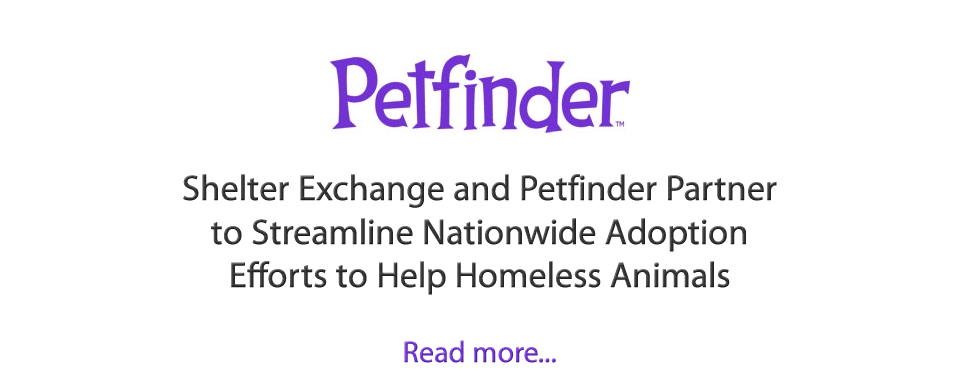 Petfinder™
Shelter Exchange and Petfinder Partner
to Streamline Nationwide Adoption
Efforts to Help Homeless Animals
Read more...